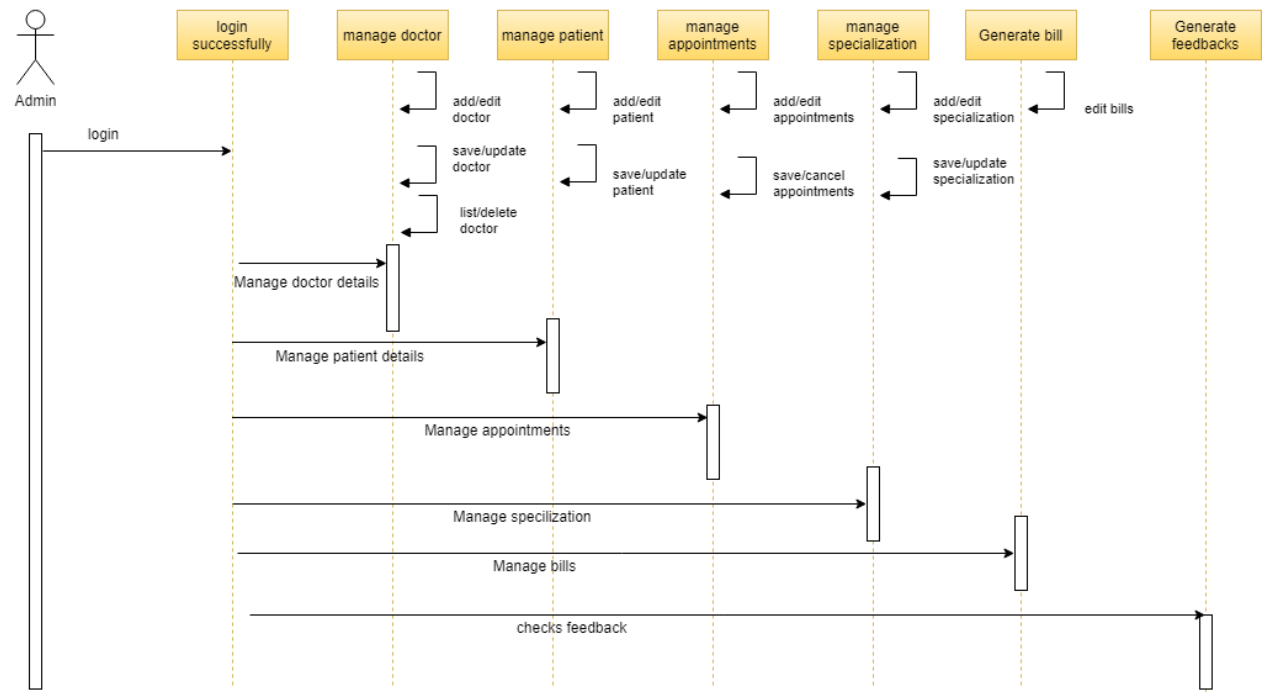 login
successfully
manage doctor
manage patient
manage
appointments
manage
specialization
Generate bill
Generate
feedbacks
Admin
add/edit
doctor
add/edit
patient
add/edit
appointments
add/edit
specialization
edit bills
login
save/update
doctor
save/update
patient
save/cancel
appointments
save/update
specialization
list/delete
doctor
Manage doctor details
Manage patient details
Manage appointments
Manage specilization
Manage bills
checks feedback